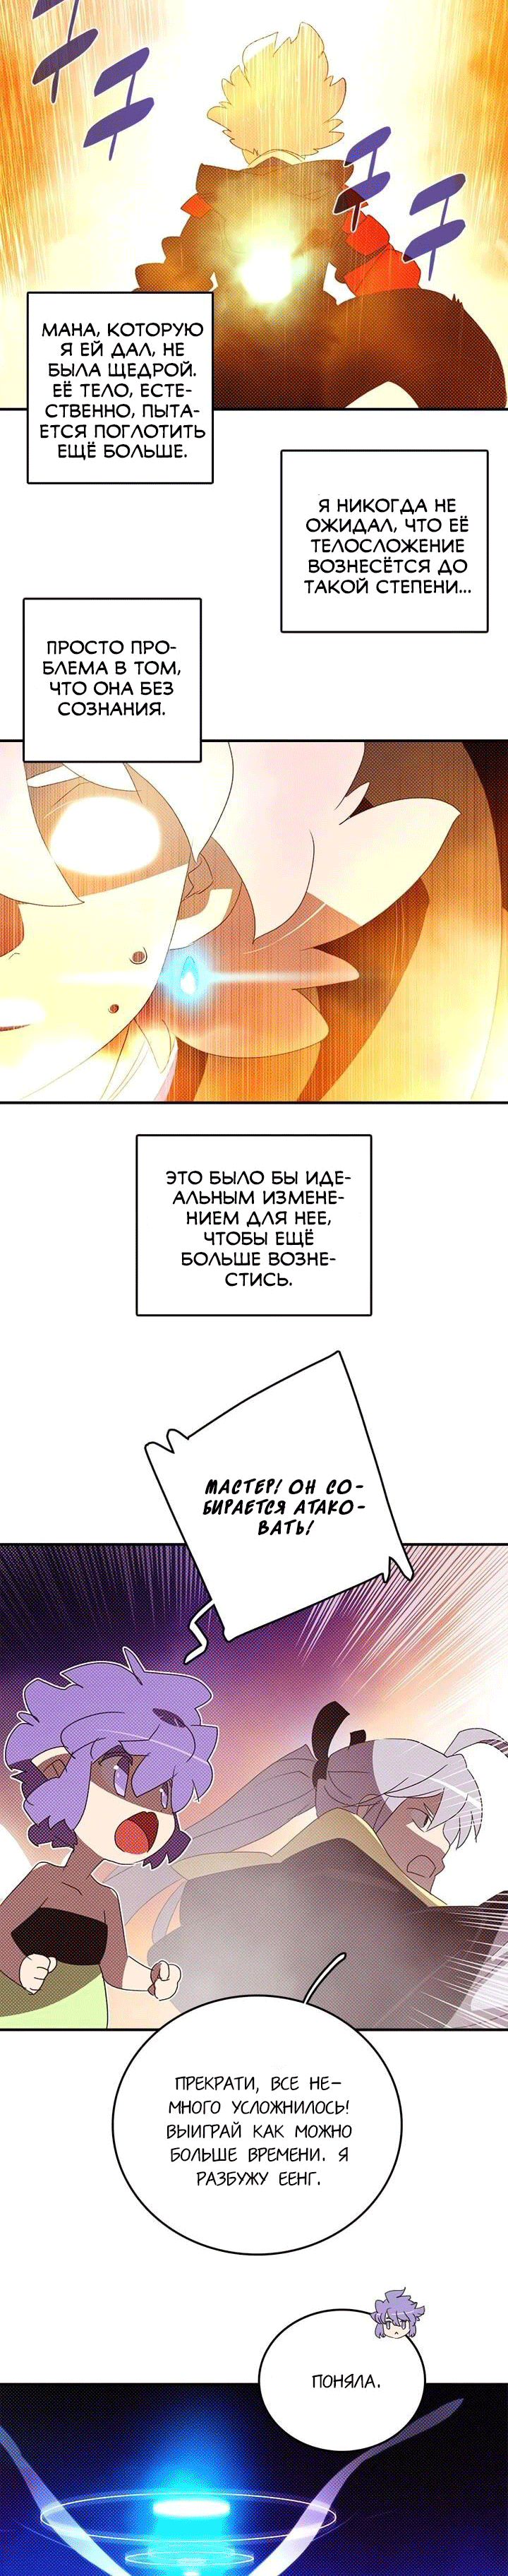 МАНА, КОТОРУЮ
Я ЕЙ ДАЛ, НЕ
БЫЛА ЩЕДРОЙ.
ЕЁ ТЕЛО, ЕСТЕ-
СТВЕННО, ПЫТА-
ЕТСЯ ПОГЛОТИТЬ
ЕЩЁ БОЛЬШЕ.
Я НИКОГДА НЕ
ОЖИДАЛ, ЧТО ЕЁ
ТЕЛОСЛОЖЕНИЕ
ВОЗНЕСЁТСЯ ДО
ТАКОЙ СТЕПЕНИ...
ПРОСТО ПРО-
БЛЕМА В ТОМ,
ЧТО ОНА БЕЗ
СОЗНАНИЯ.
ЭТО БЫЛО БЫ ИДЕ-
АЛЬНЫМ ИЗМЕНЕ-
НИЕМ ДЛЯ НЕЕ,
ЧТОБЫ ЕЩЁ
БОЛЬШЕ ВОЗНЕ-
СТИСЬ.
МАСТЕР! ОН СО-
БИРАЕТСЯ АТАКО-
ВАТЬ!
ПРЕКРАТИ, ВСЕ НЕ-
МНОГО УСЛОЖНИЛОСЬ!
ВЫИГРАЙ КАК МОЖНО
БОЛЬШЕ ВРЕМЕНИ. Я
РАЗБУЖУ ЕЕНГ.
ПОНЯЛА.